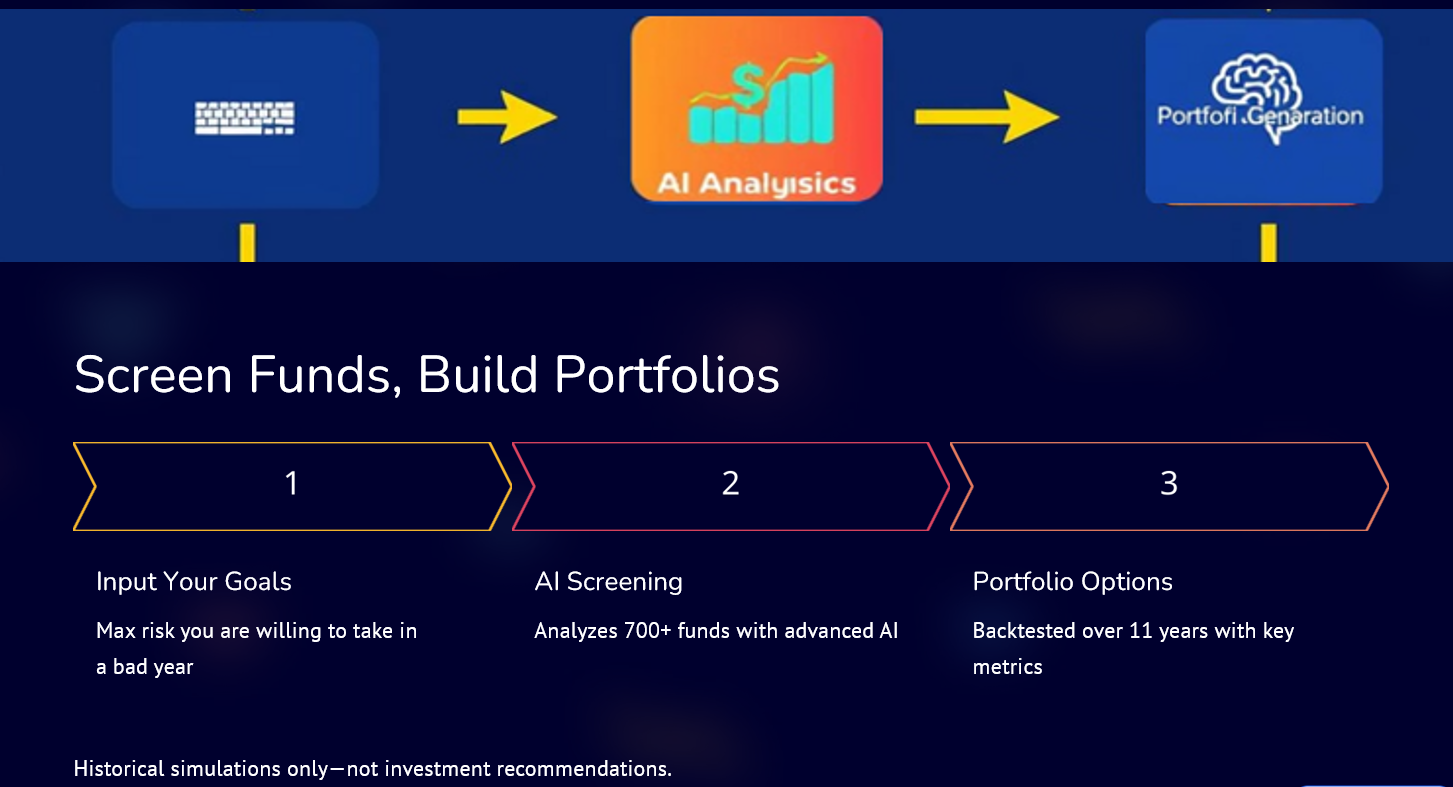 AI Analyısics
Portfofi.Genaration
Screen Funds, Build Portfolios
1
2
3
Input Your Goals
Max risk you are willing to take in
a bad year
AI Screening
Analyzes 700+ funds with advanced AI
Portfolio Options
Backtested over 11 years with key
metrics
Historical simulations only—not investment recommendations.